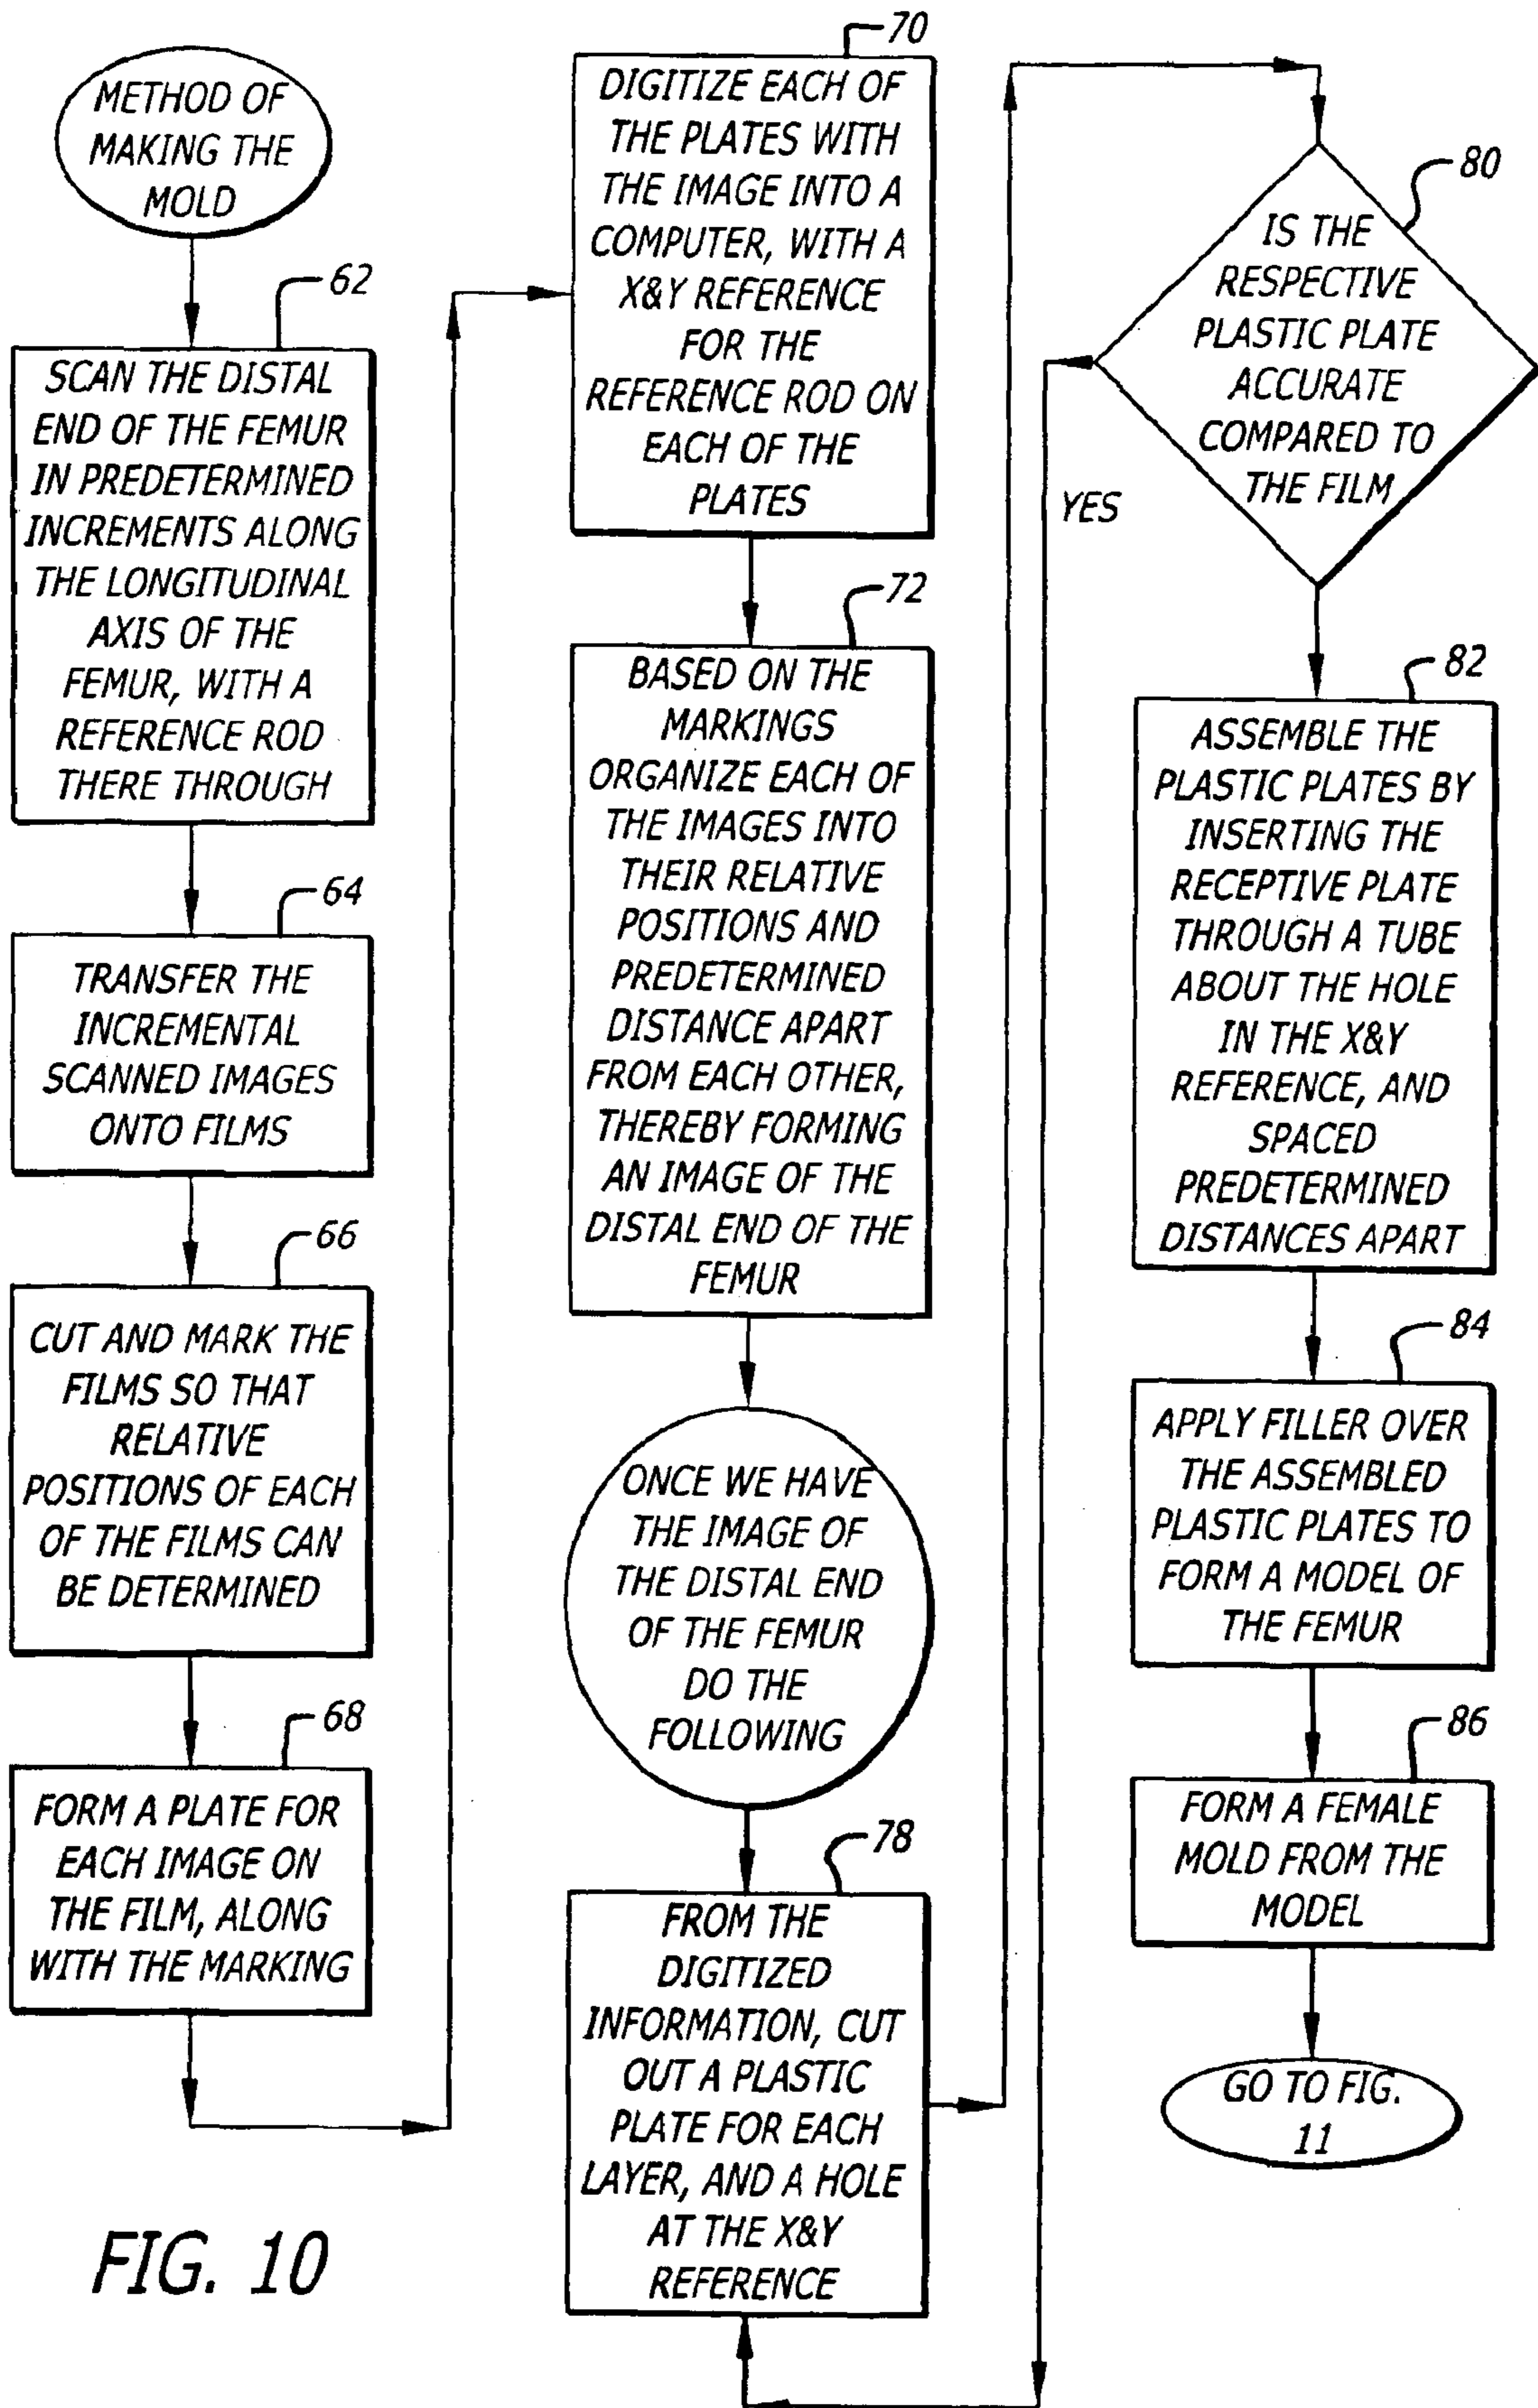 METHOD OF
MAKING THE
MOLD
62
SCAN THE DISTAL
END OF THE FEMUR
IN PREDETERMINED
INCREMENTS ALONG
THE LONGITUDINAL
AXIS OF THE
FEMUR, WITH A
REFERENCE ROD
THERE THROUGH
64
TRANSFER THE
INCREMENTAL
SCANNED IMAGES
ONTO FILMS
66
CUT AND MARK THE
FILMS SO THAT
RELATIVE
POSITIONS OF EACH
OF THE FILMS CAN
BE DETERMINED
68
FORM A PLATE FOR
EACH IMAGE ON
THE FILM, ALONG
WITH THE MARKING
70
DIGITIZE EACH OF
THE PLATES WITH
THE IMAGE INTO A
COMPUTER, WITH A
X&Y REFERENCE
FOR THE
REFERENCE ROD ON
EACH OF THE
PLATES
72
BASED ON THE
MARKINGS
ORGANIZE EACH OF
THE IMAGES INTO
THEIR RELATIVE
POSITIONS AND
PREDETERMINED
DISTANCE APART
FROM EACH OTHER,
THEREBY FORMING
AN IMAGE OF THE
DISTAL END OF THE
FEMUR
ONCE WE HAVE
THE IMAGE OF
THE DISTAL END
OF THE FEMUR
DO THE
FOLLOWING
78
FROM THE
DIGITIZED
INFORMATION, CUT
OUT A PLASTIC
PLATE FOR EACH
LAYER, AND A HOLE
AT THE X&Y
REFERENCE
80
IS THE
RESPECTIVE
PLASTIC PLATE
ACCURATE
COMPARED TO
THE FILM
YES
82
ASSEMBLE THE
PLASTIC PLATES BY
INSERTING THE
RECEPTIVE PLATE
THROUGH A TUBE
ABOUT THE HOLE
IN THE X&Y
REFERENCE, AND
SPACED
PREDETERMINED
DISTANCES APART
84
APPLY FILLER OVER
THE ASSEMBLED
PLASTIC PLATES TO
FORM A MODEL OF
THE FEMUR
86
FORM A FEMALE
MOLD FROM THE
MODEL
GO TO FIG.
11
FIG. 10